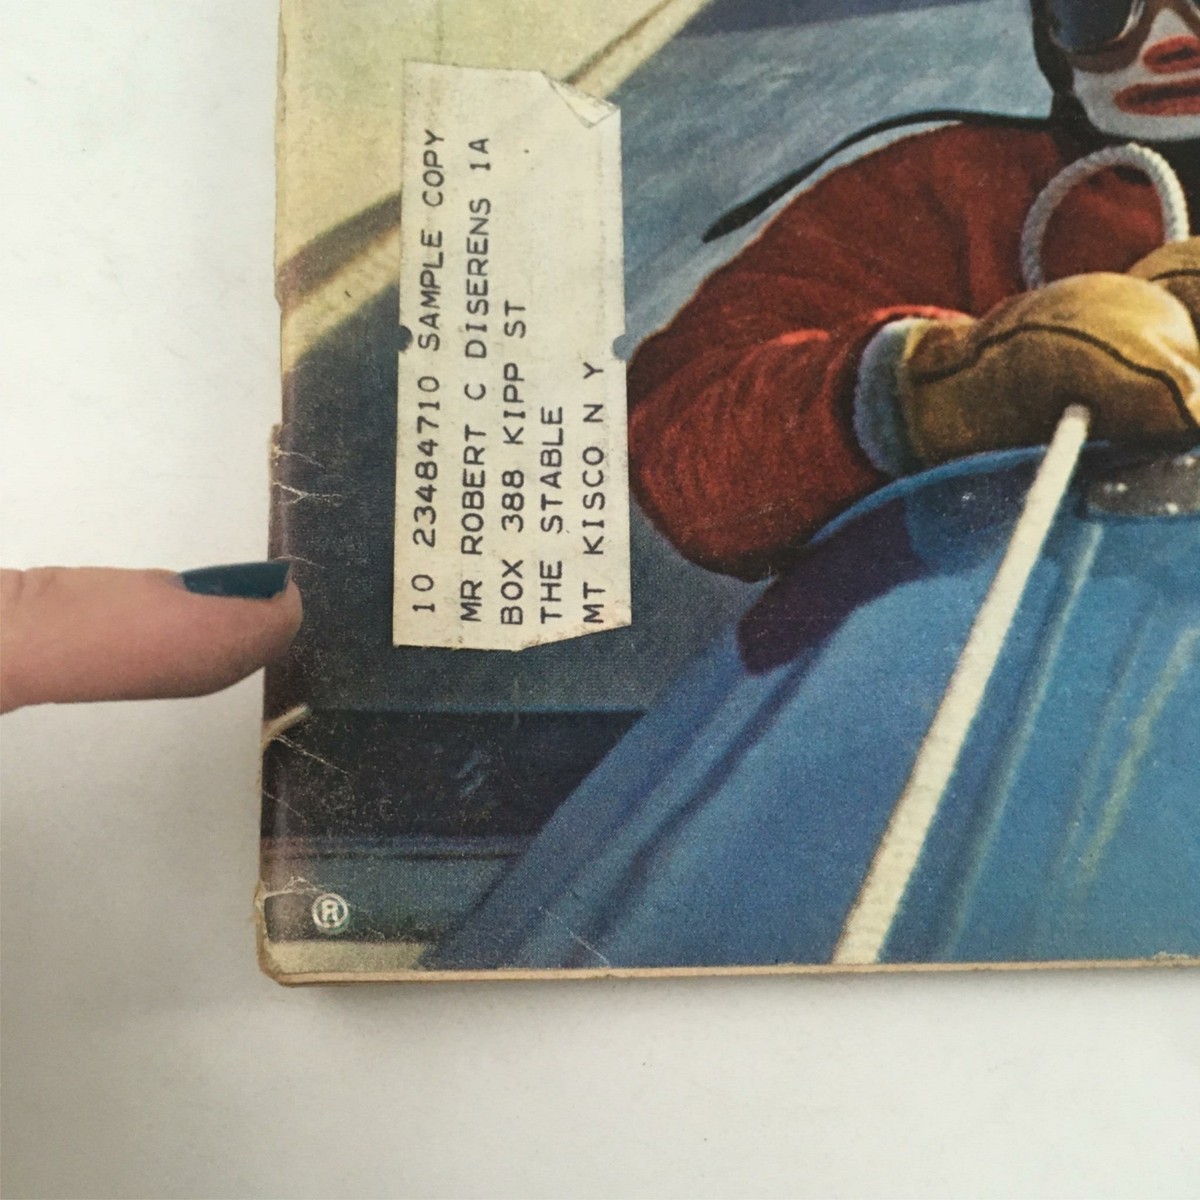 10 23484710 SAMPLE COPY
MR ROBERT C DISERENS 1A
BOX 388 KIPP ST
THE STABLE
MT KISCO N Y
®